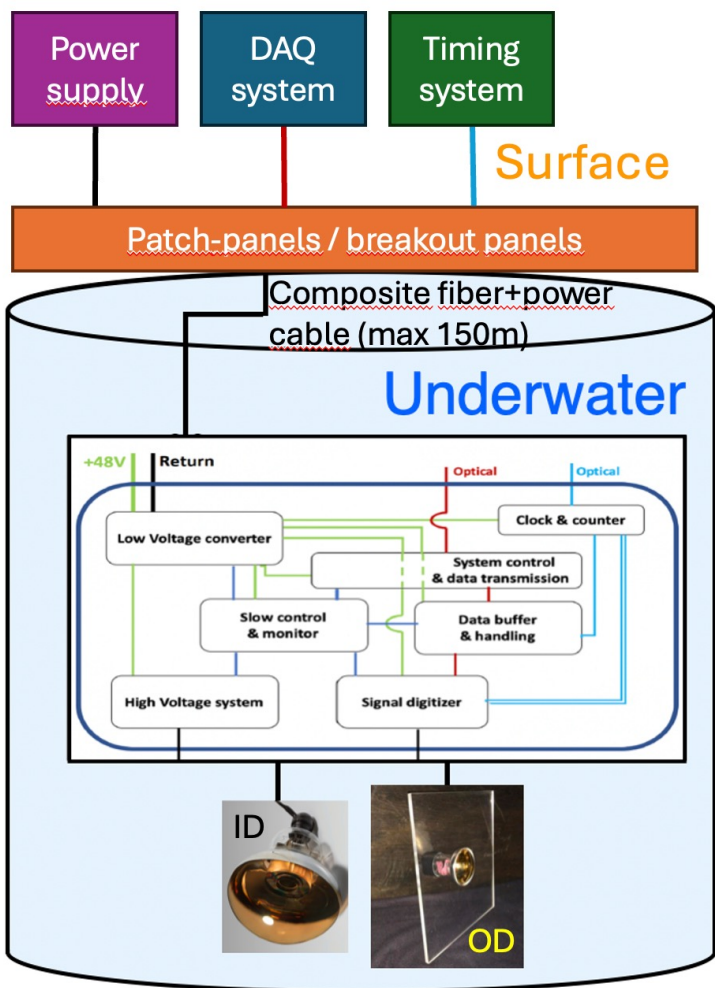 Power
supply
DAQ
system
Timing
system
Surface
Patch-panels / breakout panels
Composite fiber+power
cable (max 150m)
Underwater
+48V
Return
Optical
Optical
Low Voltage converter
Clock & counter
System control
& data transmission
Slow control
& monitor
Data buffer
& handling
High Voltage system
Signal digitizer
ID
OD